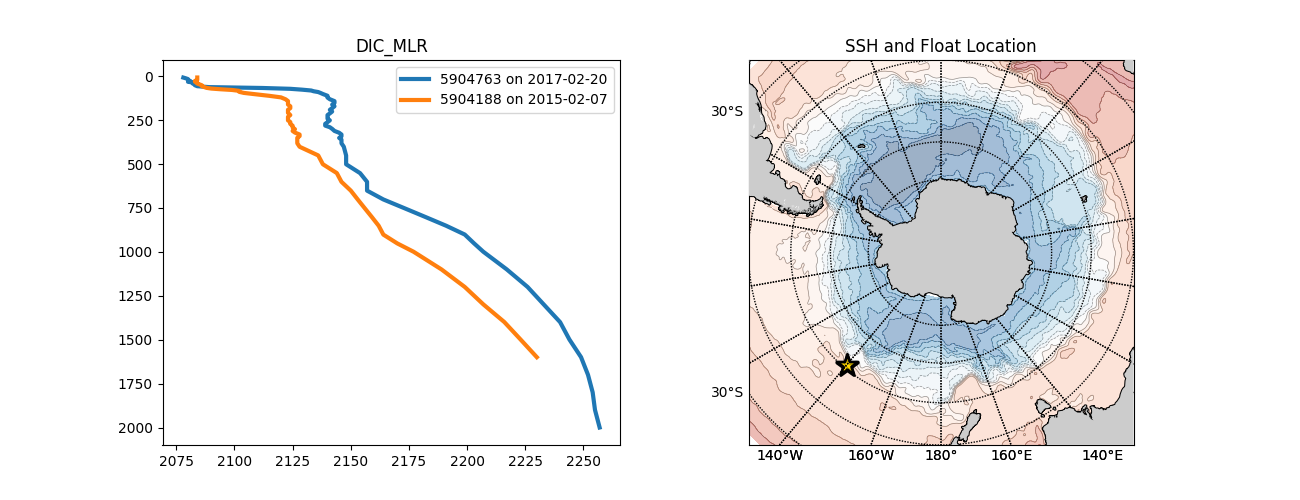 DIC_MLR
5904763 on 2017-02-20
5904188 on 2015-02-07
0
250
500
750
1000
1250
1500
1750
2000
2075
2100
2125
2150
2175
2200
2225
2250
SSH and Float Location
30°S
30°S
140°W
160°W
180°
160°E
140°E